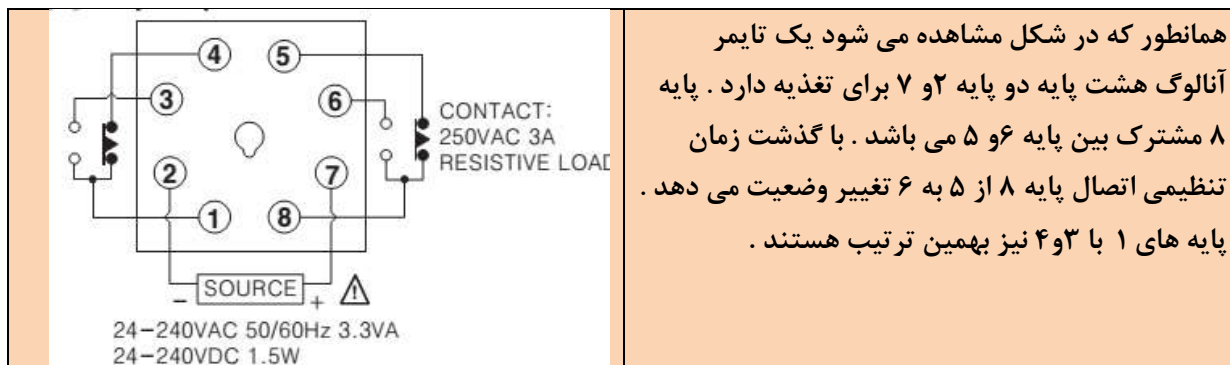 همانطور که در شکل مشاهده می شود یک تایمر
آنالوگ هشت پایه دو پایه ۲و ۷ برای تغذیه دارد . پایه
۸ مشترک بین پایه ۶و ۵ می باشد . با گذشت زمان
تنظیمی اتصال پایه ۸ از ۵ به ۶ تغییر وضعیت می دهد .
پایه های ۱ با ۳و۴ نیز بهمین ترتیب هستند .
4 5
3 6
CONTACT:
250VAC 3A
RESISTIVE LOAD
2 7
1 8
− SOURCE + !
24−240VAC 50/60Hz 3.3VA
24−240VDC 1.5W